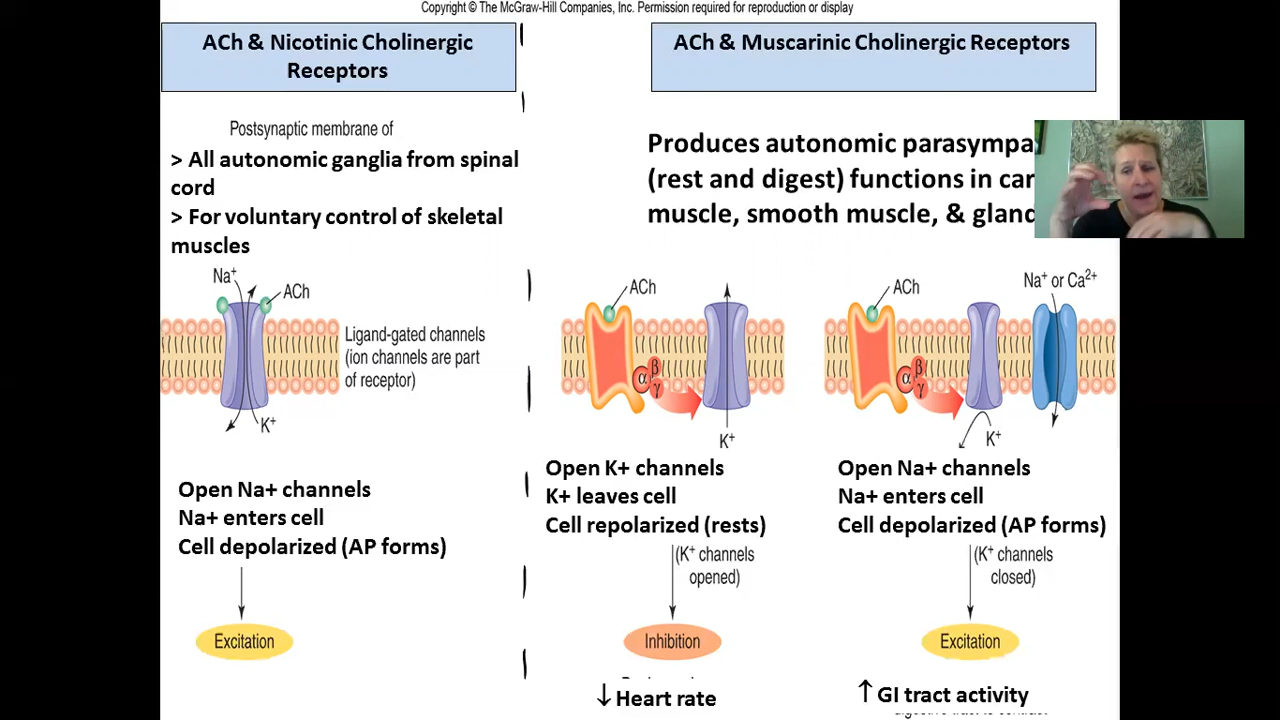 Copyright © The McGraw-Hill Companies, Inc. Permission required for reproduction or display
ACh & Nicotinic Cholinergic
Receptors
Postsynaptic membrane of
> All autonomic ganglia from spinal
cord
> For voluntary control of skeletal
muscles
Na+
ACh
Ligand-gated channels
(ion channels are part
of receptor)
K+
Open Na+ channels
Na+ enters cell
Cell depolarized (AP forms)
Excitation
ACh & Muscarinic Cholinergic Receptors
Produces autonomic
(rest and digest) functions in
muscle, smooth muscle, &
ACh
α
β
γ
K+
Open K+ channels
K+ leaves cell
Cell repolarized (rests)
(K+ channels
opened)
Inhibition
↓ Heart rate
ACh
Na+ or Ca2+
α
β
γ
K+
Open Na+ channels
Na+ enters cell
Cell depolarized (AP forms)
(K+ channels
closed)
Excitation
↑ GI tract activity